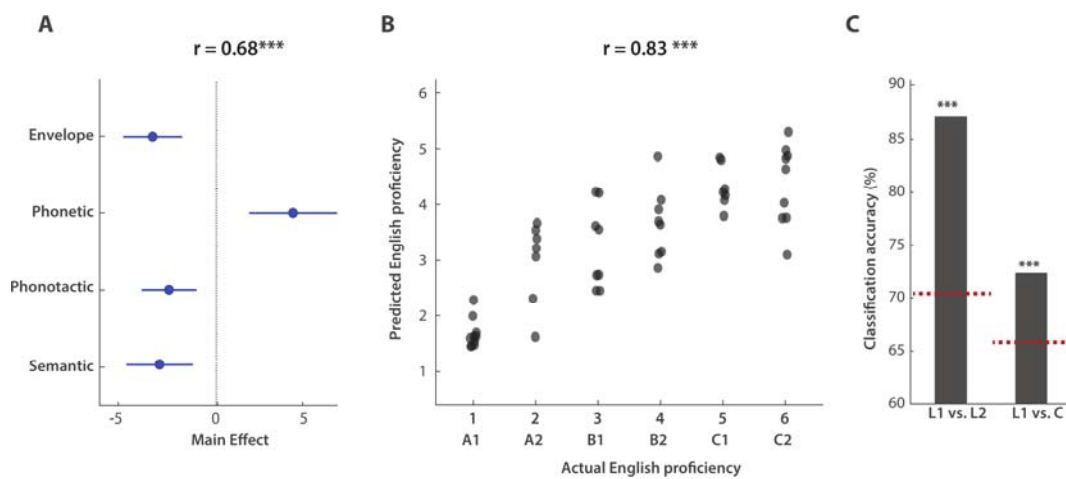 A
r = 0.68***
Envelope
Phonetic
Phonotactic
Semantic
-5 0 5
Main Effect
B
r = 0.83 ***
Predicted English proficiency
6
5
4
3
2
1
1 2 3 4 5 6
A1 A2 B1 B2 C1 C2
Actual English proficiency
C
Classification accuracy (%)
90
85
80
75
70
65
60
***
***
L1 vs. L2 L1 vs. C